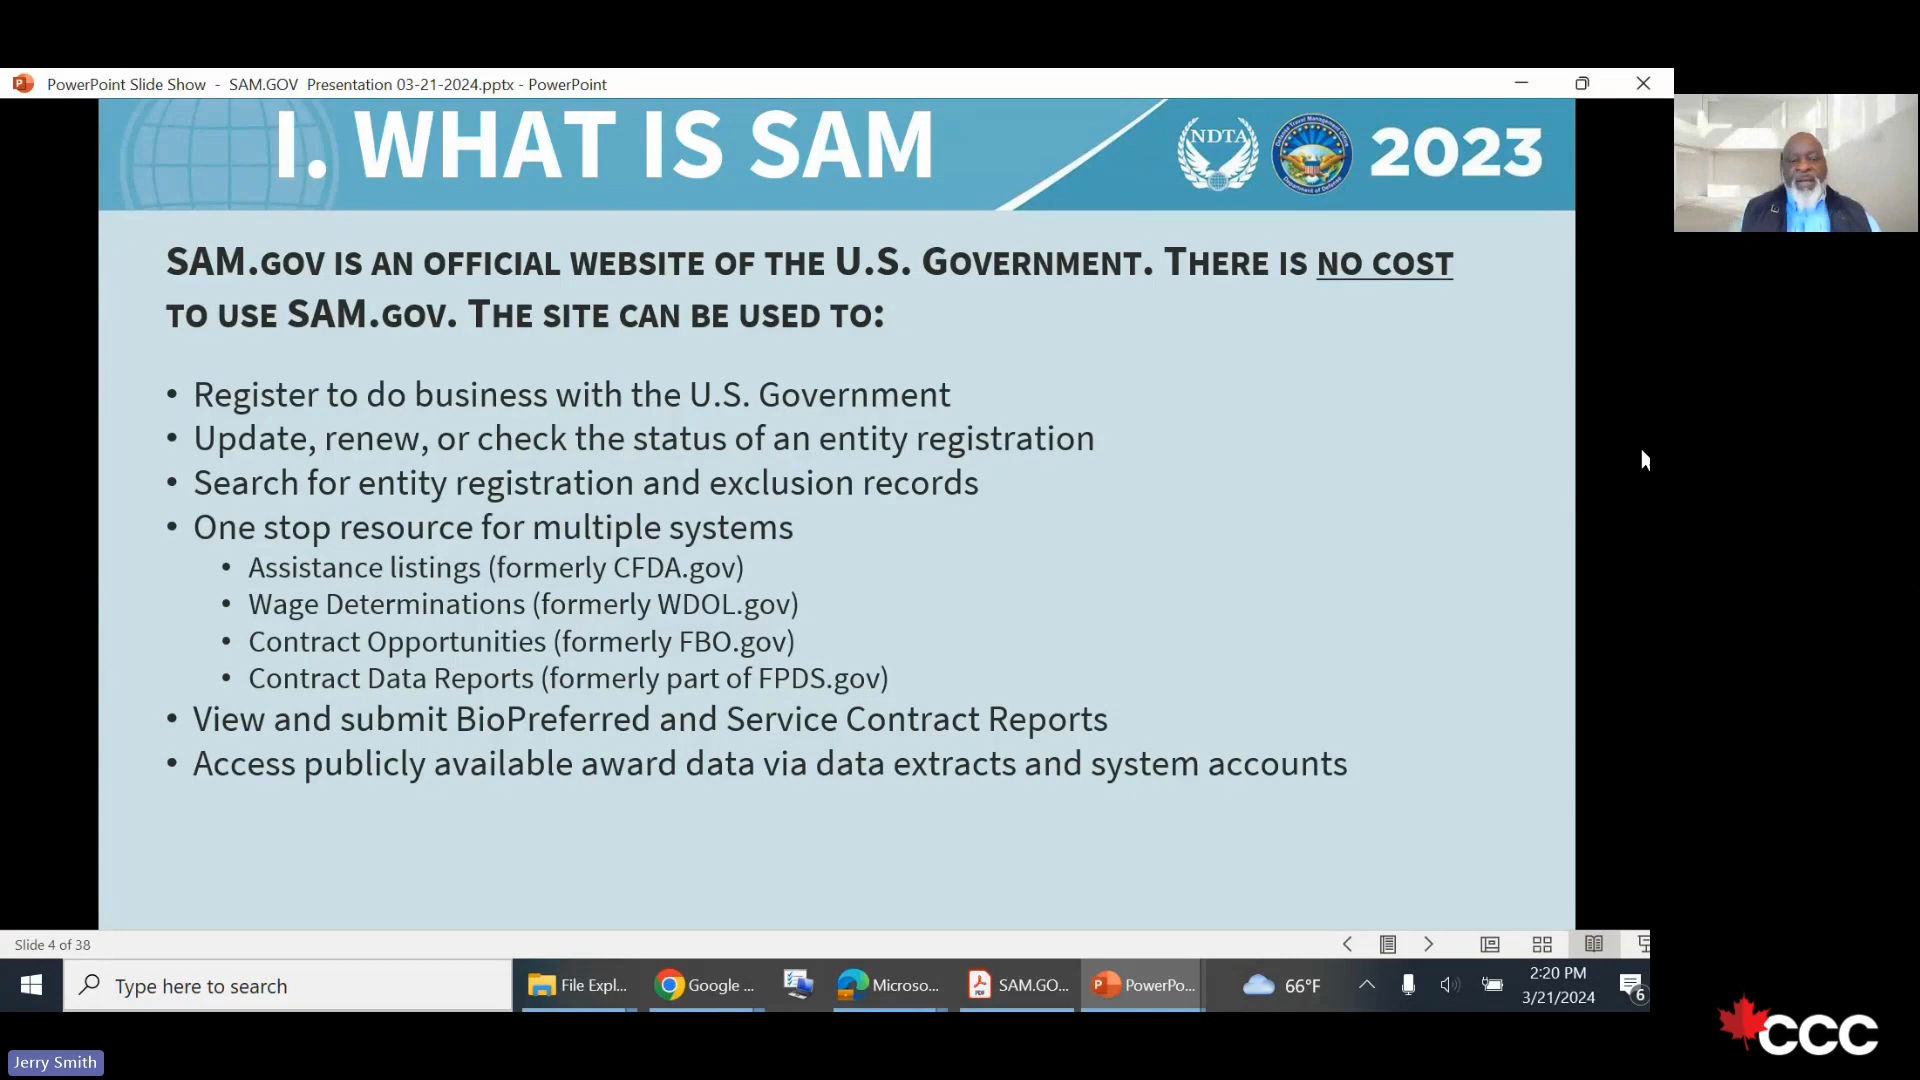 PowerPoint Slide Show - SAM.GOV Presentation 03-21-2024.pptx - PowerPoint
I. WHAT IS SAM
NDTA
Defense Travel Management Office
Department of Defense
2023
SAM.GOV IS AN OFFICIAL WEBSITE OF THE U.S. GOVERNMENT. THERE IS NO COST
TO USE SAM.GOV. THE SITE CAN BE USED TO:
• Register to do business with the U.S. Government
• Update, renew, or check the status of an entity registration
• Search for entity registration and exclusion records
• One stop resource for multiple systems
• Assistance listings (formerly CFDA.gov)
• Wage Determinations (formerly WDOL.gov)
• Contract Opportunities (formerly FBO.gov)
• Contract Data Reports (formerly part of FPDS.gov)
• View and submit BioPreferred and Service Contract Reports
• Access publicly available award data via data extracts and system accounts
Slide 4 of 38
Type here to search
File Expl...
Google ...
Microso...
SAM.GO...
PowerPo...
66°F
2:20 PM
3/21/2024
6
CCC
Jerry Smith